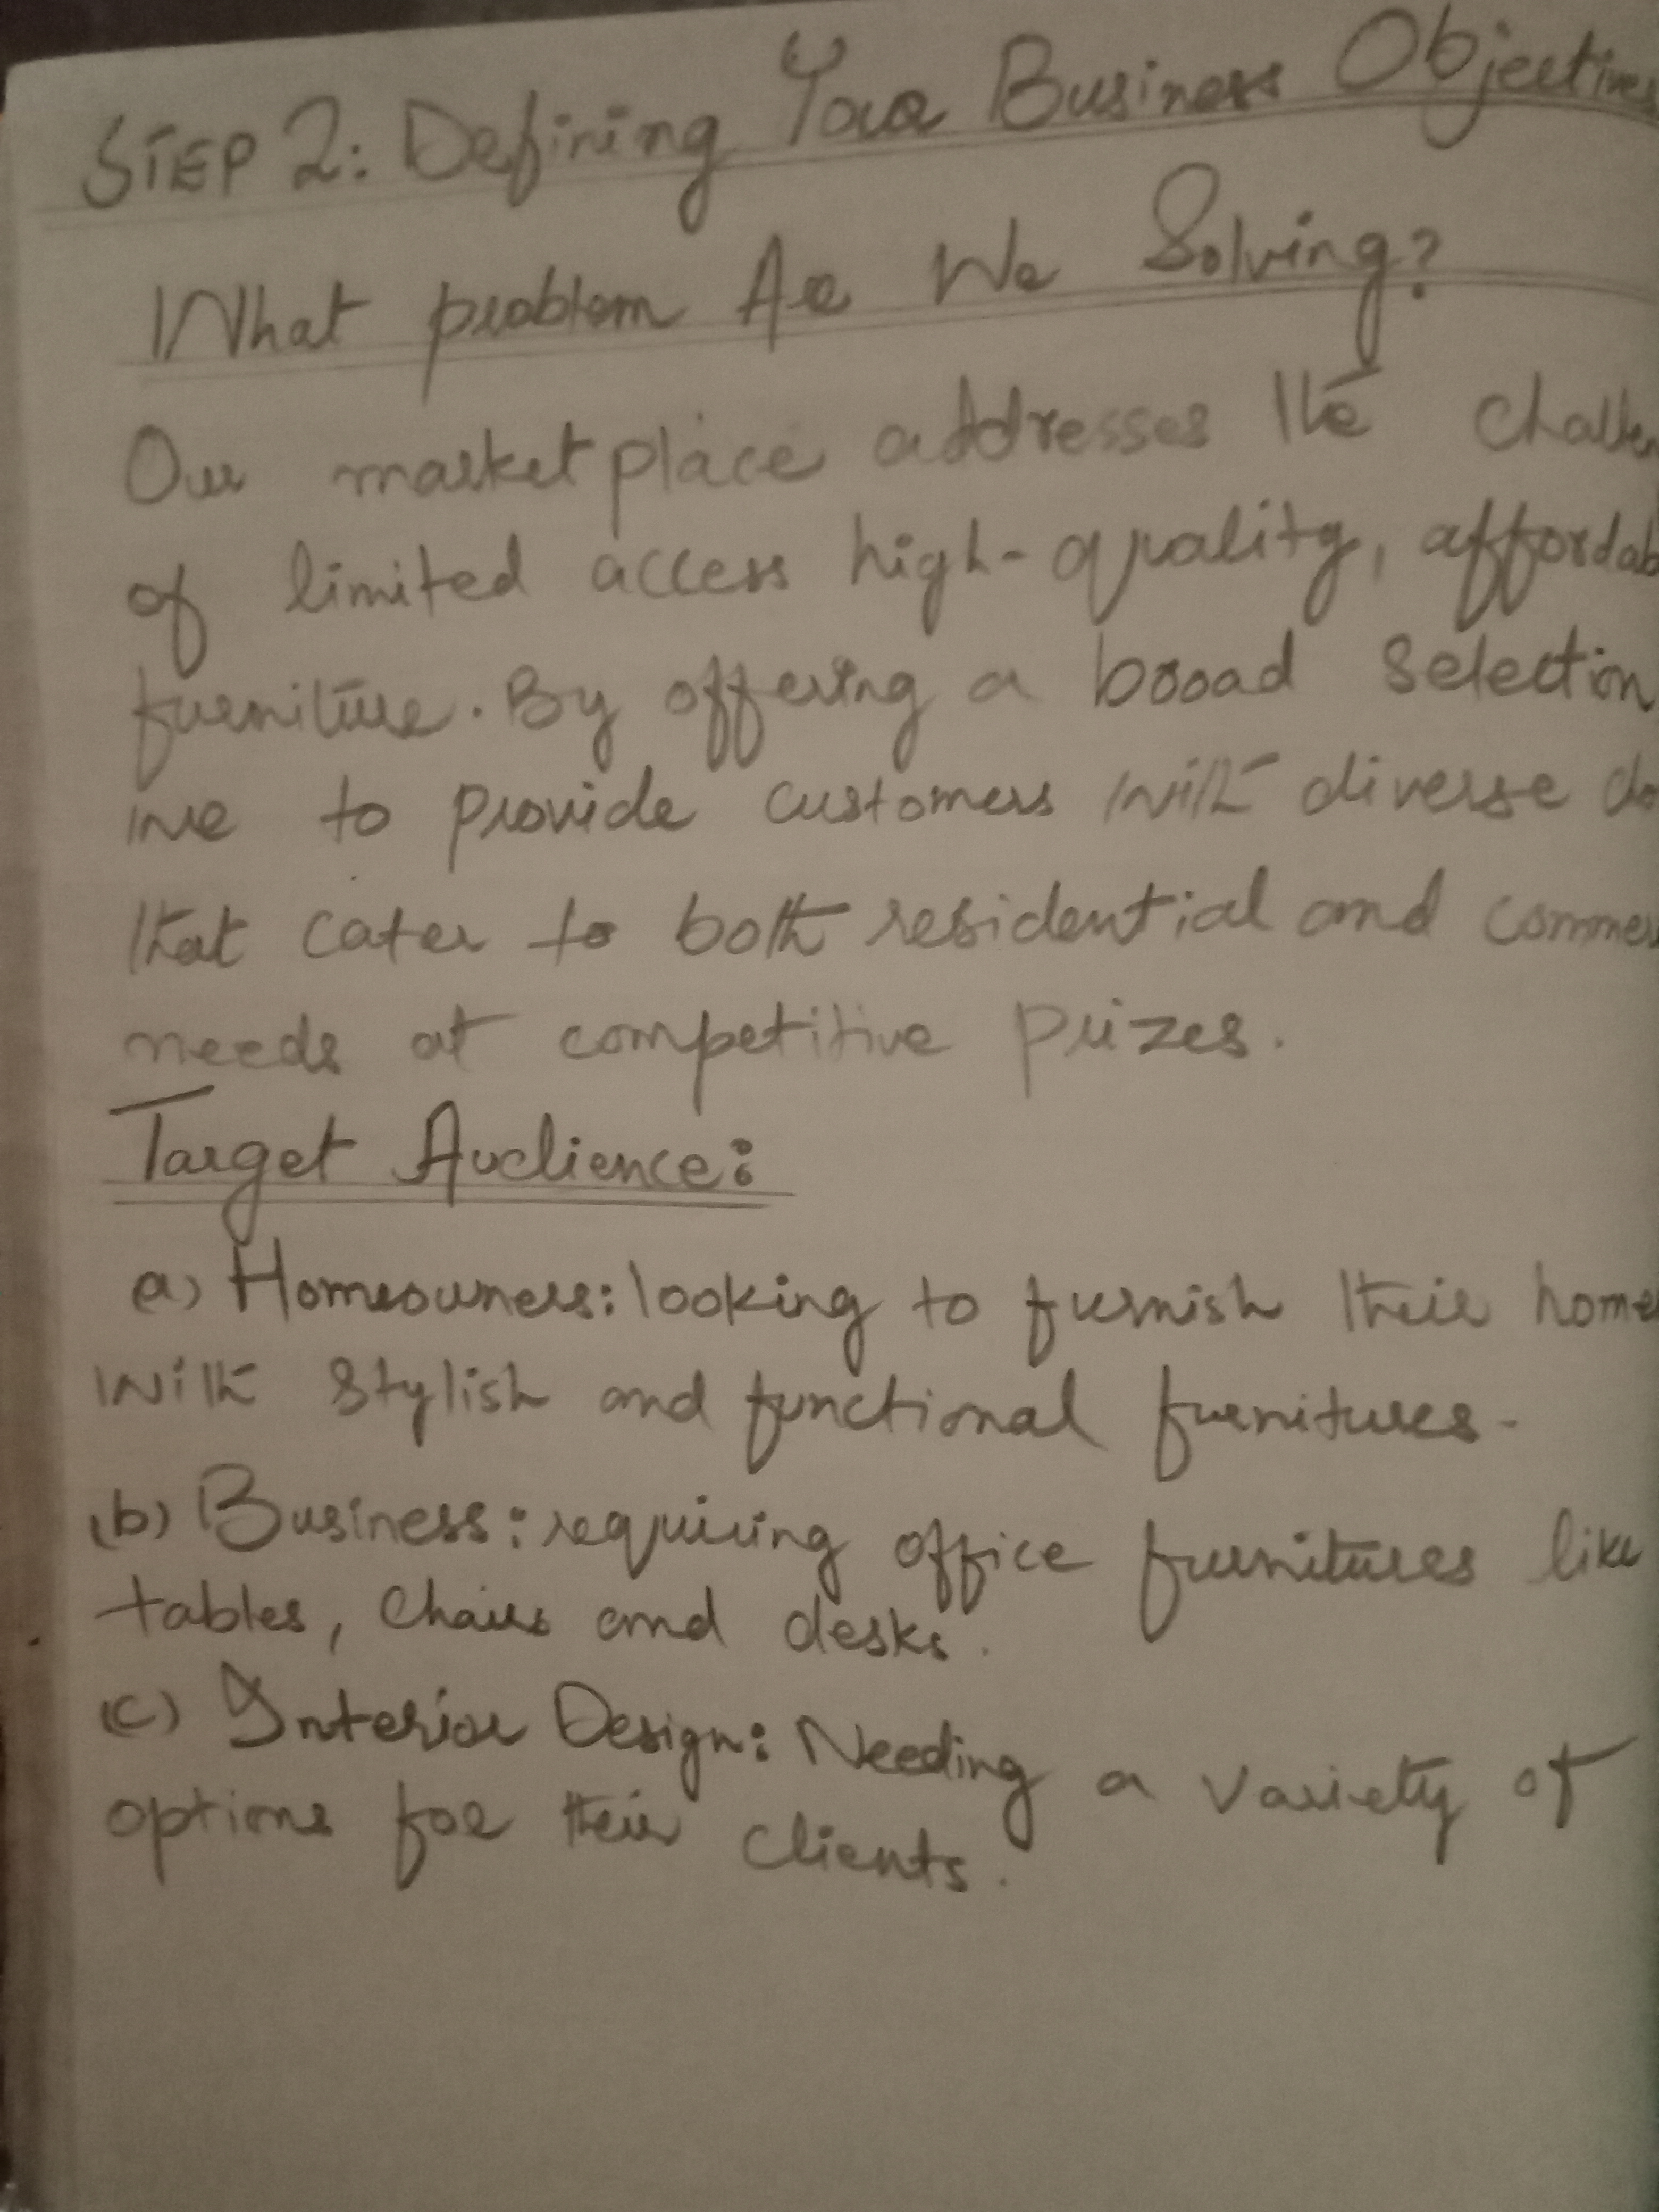 STEP 2: Defining Your Business Objectives
What problem Are We Solving?
Our marketplace addresses the challen
of limited access high-quality, affordab
furniture. By offering a broad selection
we to provide customers with diverse cho
that cater to both residential and commer
needs at competitive prizes.
Target Audience:
a) Homeowners: looking to furnish their home
with stylish and functional furnitures.
(b) Business: requiring office furnitures like
tables, chairs and desks.
(c) Interior Design: Needing a variety of
options for their clients.